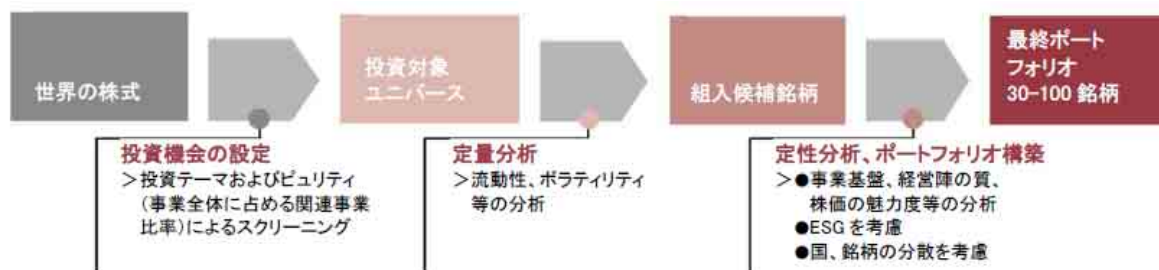 世界の株式
投資対象
ユニバース
組入候補銘柄
最終ポート
フォリオ
30-100 銘柄
投資機会の設定
＞投資テーマおよびピュリティ
（事業全体に占める関連事業
比率）によるスクリーニング
定量分析
＞流動性、ボラティリティ
等の分析
定性分析、ポートフォリオ構築
＞●事業基盤、経営陣の質、
株価の魅力度等の分析
●ESG を考慮
●国、銘柄の分散を考慮